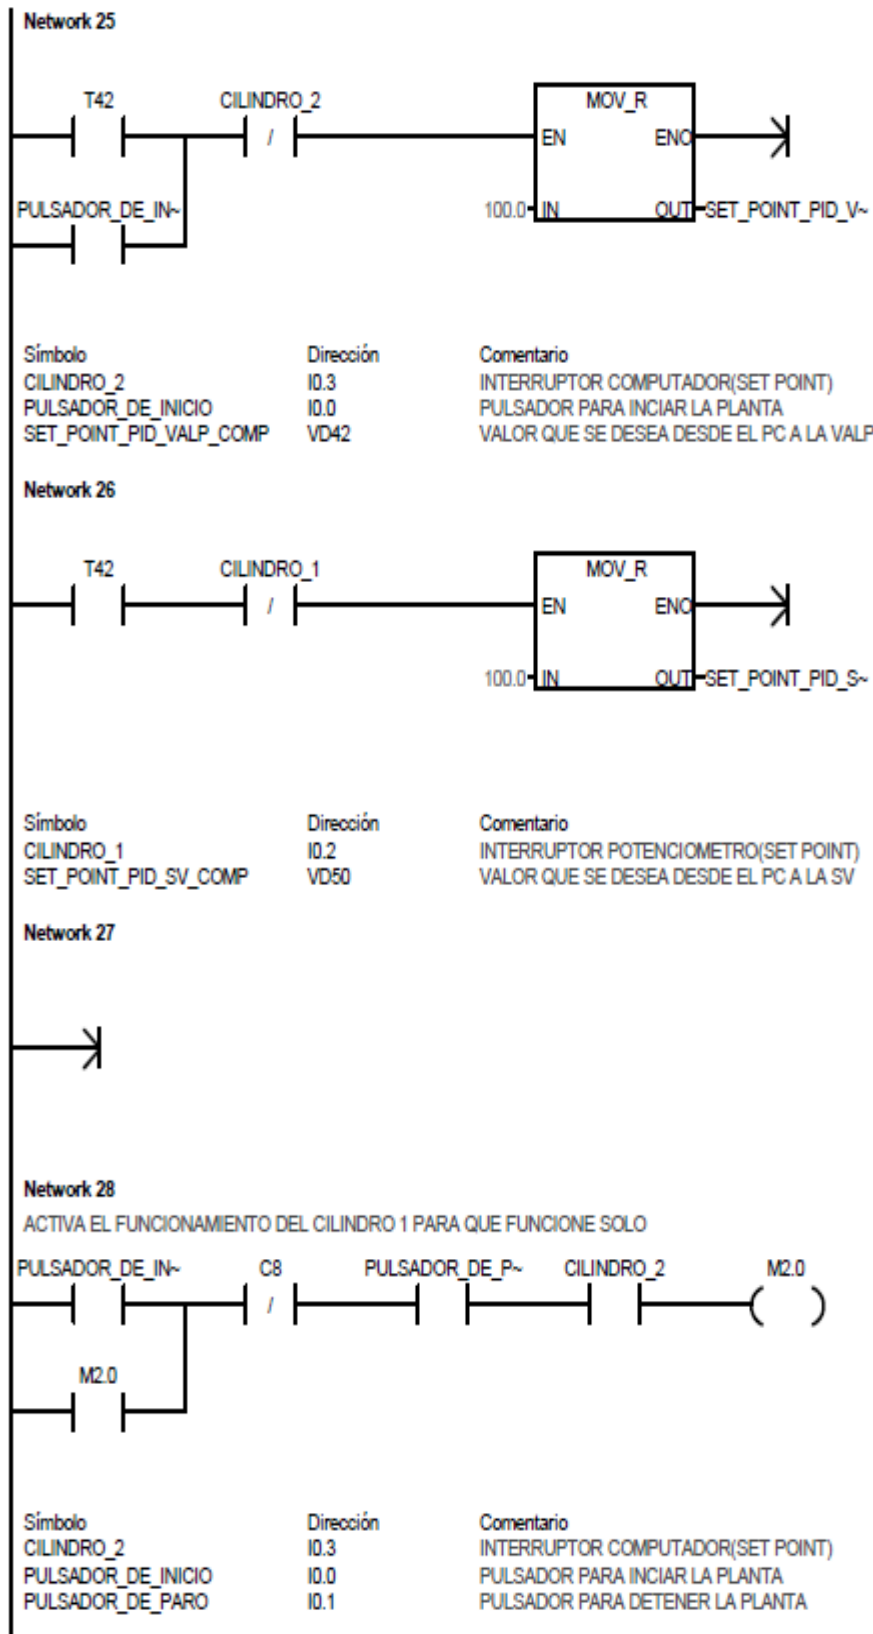 Network 25
T42 CILINDRO_2 MOV_R
/ EN ENO
PULSADOR_DE_IN~ 100.0 IN OUT SET_POINT_PID_V~
Símbolo Dirección Comentario
CILINDRO_2 I0.3 INTERRUPTOR COMPUTADOR(SET POINT)
PULSADOR_DE_INICIO I0.0 PULSADOR PARA INCIAR LA PLANTA
SET_POINT_PID_VALP_COMP VD42 VALOR QUE SE DESEA DESDE EL PC A LA VALP
Network 26
T42 CILINDRO_1 MOV_R
/ EN ENO
100.0 IN OUT SET_POINT_PID_S~
Símbolo Dirección Comentario
CILINDRO_1 I0.2 INTERRUPTOR POTENCIOMETRO(SET POINT)
SET_POINT_PID_SV_COMP VD50 VALOR QUE SE DESEA DESDE EL PC A LA SV
Network 27
Network 28
ACTIVA EL FUNCIONAMIENTO DEL CILINDRO 1 PARA QUE FUNCIONE SOLO
PULSADOR_DE_IN~ C8 PULSADOR_DE_P~ CILINDRO_2 M2.0
/
M2.0
Símbolo Dirección Comentario
CILINDRO_2 I0.3 INTERRUPTOR COMPUTADOR(SET POINT)
PULSADOR_DE_INICIO I0.0 PULSADOR PARA INCIAR LA PLANTA
PULSADOR_DE_PARO I0.1 PULSADOR PARA DETENER LA PLANTA